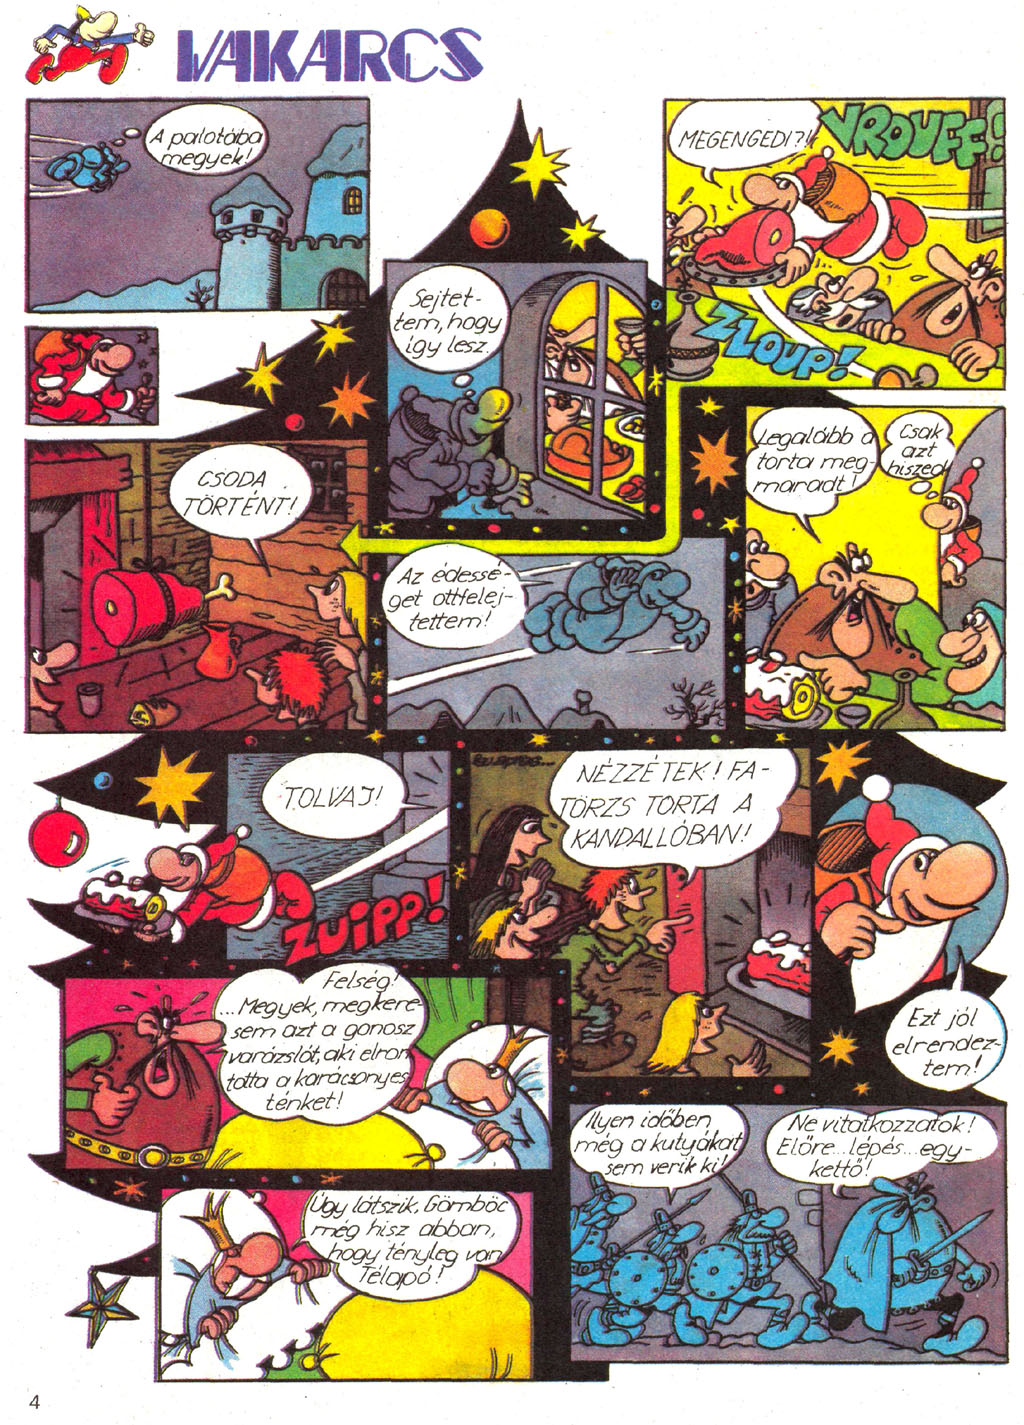 VAKARCS
A palotába
megyek!
Sejtet-
tem, hogy
így lesz.
MEGENGEDI?!
VROUFF!
ZLOUP!
CSODA
TÖRTÉNT!
Az édessé-
get ottfelej-
tettem!
Legalább a
torta meg-
maradt!
Csak
azt
hiszed
TOLVAJ!
ZUIPP!
NÉZZÉTEK! FA-
TÖRZS TORTA A
KANDALLÓBAN!
Ezt jól
elrendez-
tem!
Felség!
...Megyek, megkere-
sem azt a gonosz
varázslót, aki elron-
totta a karácsonyes-
ténket!
Ilyen időben
még a kutyákat
sem verik ki!
Ne vitatkozzatok!
Előre...lépés...egy-
kettő!
Úgy látszik, Gömböc
még hisz abban,
hogy tényleg van
Télapó!
4